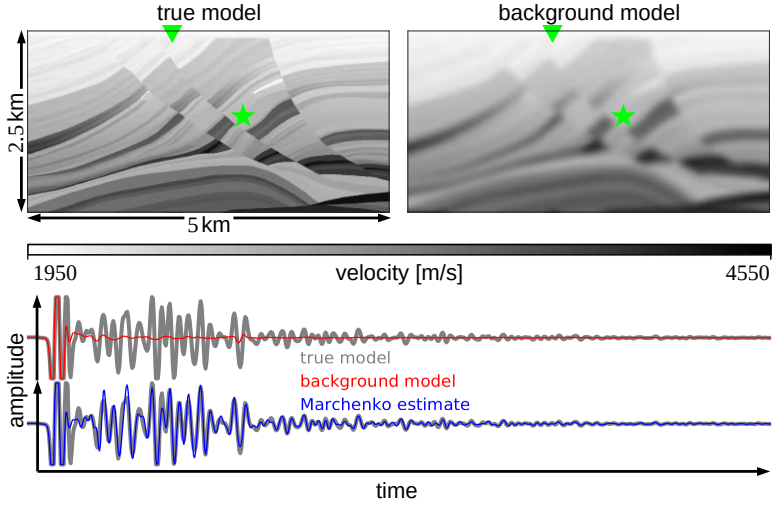 true model
background model
2.5 km
5 km
1950
velocity [m/s]
4550
amplitude
true model
background model
Marchenko estimate
time